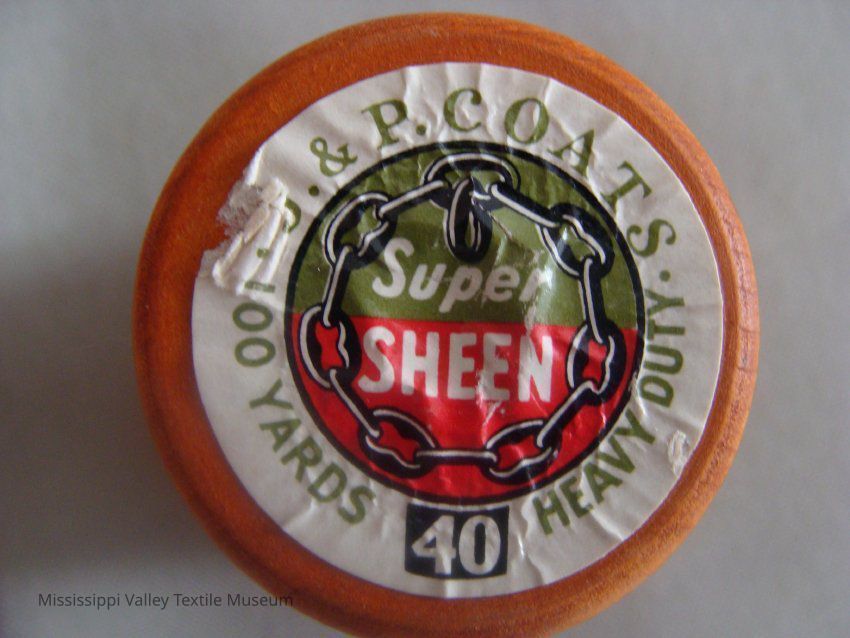 J. & P. COATS.
Super
SHEEN
100 YARDS
40
HEAVY DUTY.
Mississippi Valley Textile Museum